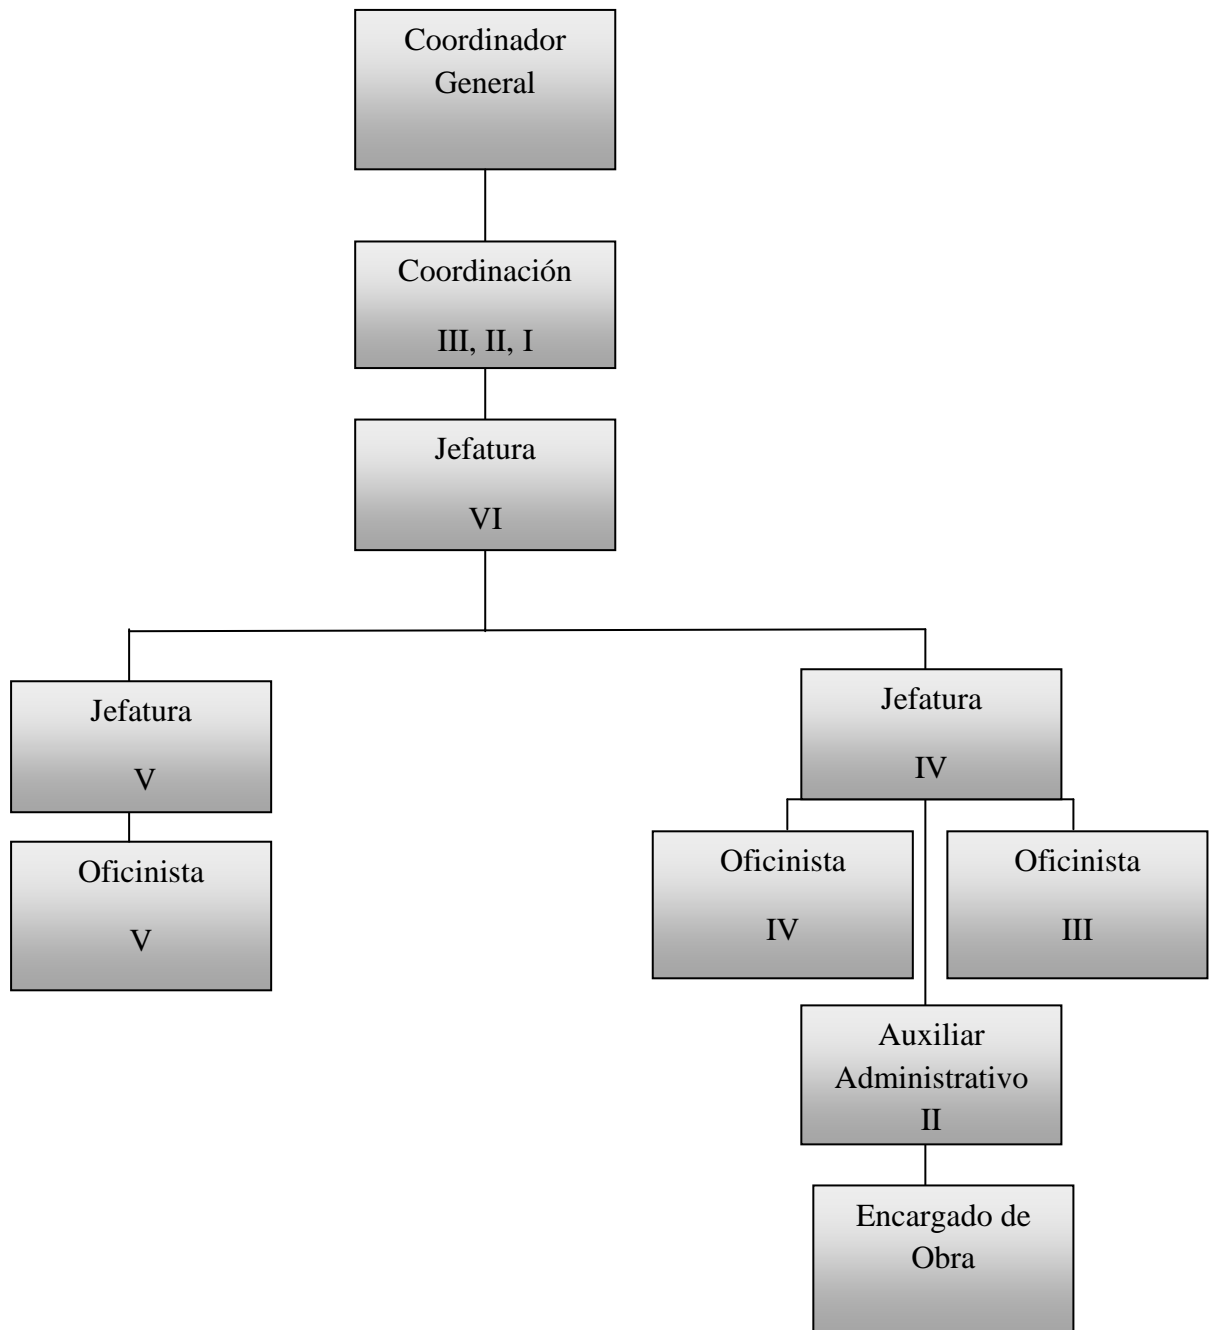 Coordinador
General
Coordinación
III, II, I
Jefatura
VI
Jefatura
V
Oficinista
V
Jefatura
IV
Oficinista
IV
Oficinista
III
Auxiliar
Administrativo
II
Encargado de
Obra